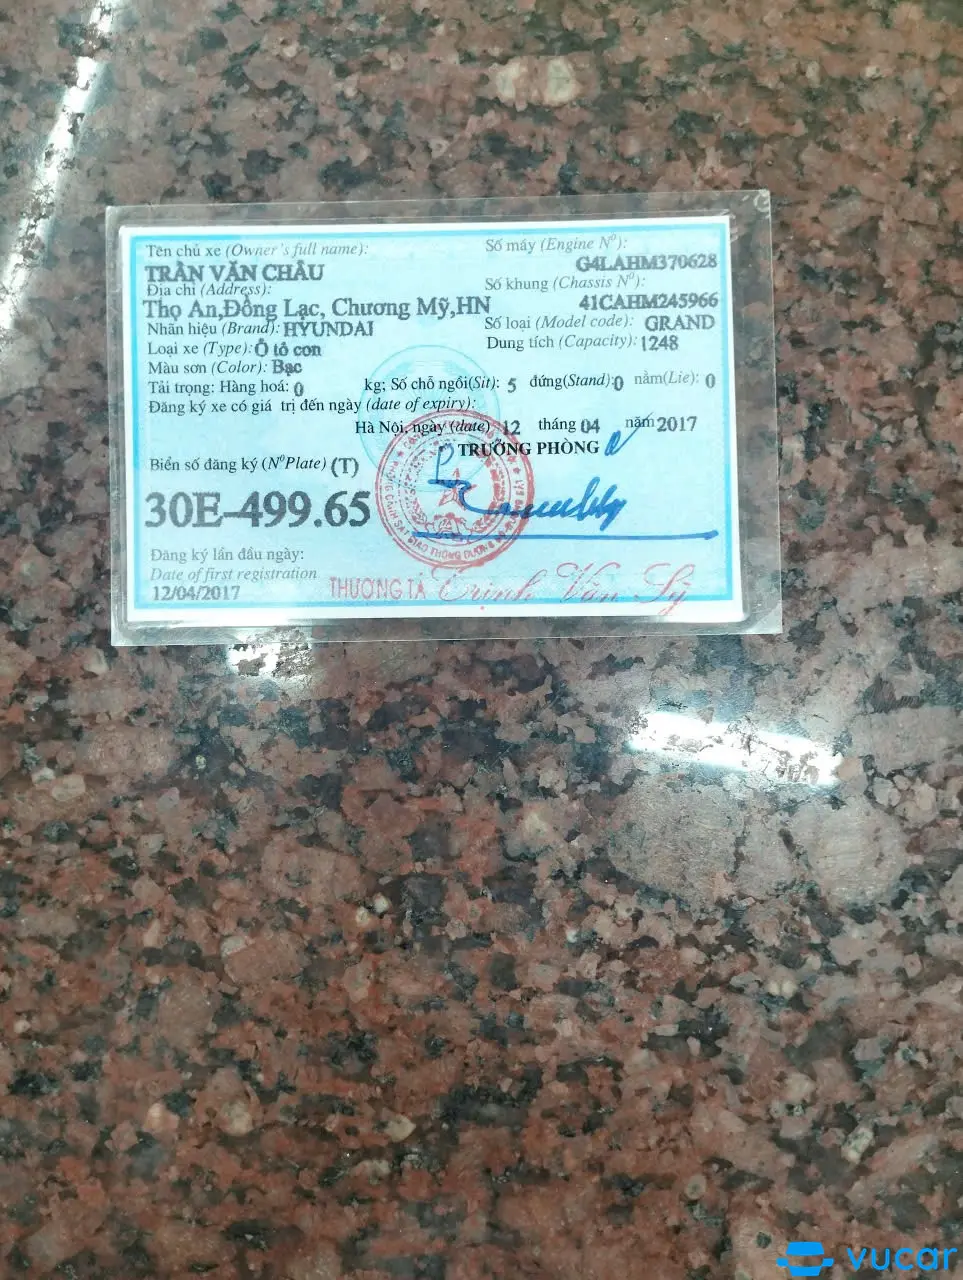 Tên chủ xe (Owner's full name):
TRẦN VĂN CHÂU
Địa chỉ (Address):
Thọ An,Đồng Lạc, Chương Mỹ,HN
Nhãn hiệu (Brand): HYUNDAI
Loại xe (Type): Ô tô con
Màu sơn (Color): Bạc
Số máy (Engine Nº):
G4LAHM370628
Số khung (Chassis Nº):
41CAHM245966
Số loại (Model code): GRAND
Dung tích (Capacity): 1248
Tải trọng: Hàng hoá: 0 kg; Số chỗ ngồi(Sit): 5 đứng(Stand):0 nằm(Lie): 0
Đăng ký xe có giá trị đến ngày (date of expiry):
Hà Nội, ngày (date) 12 tháng 04 năm 2017
TRƯỞNG PHÒNG
Biển số đăng ký (NºPlate) (T)
30E-499.65
Đăng ký lần đầu ngày:
Date of first registration
12/04/2017
THƯỢNG TÁ Trịnh Văn Sỹ
vucar